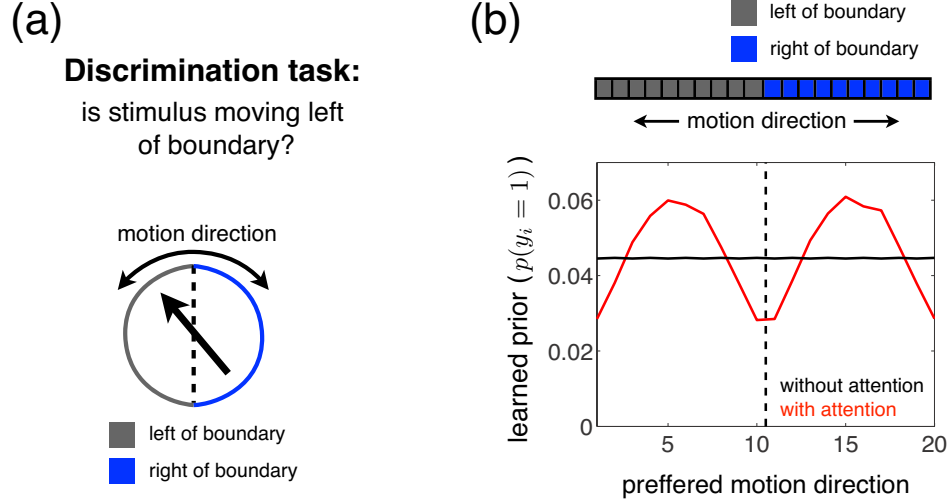 (a)
Discrimination task:
is stimulus moving left
of boundary?
motion direction
left of boundary
right of boundary
(b)
left of boundary
right of boundary
motion direction
learned prior ( p(y_i = 1) )
0.06
0.04
0.02
0
without attention
with attention
5
10
15
20
preffered motion direction